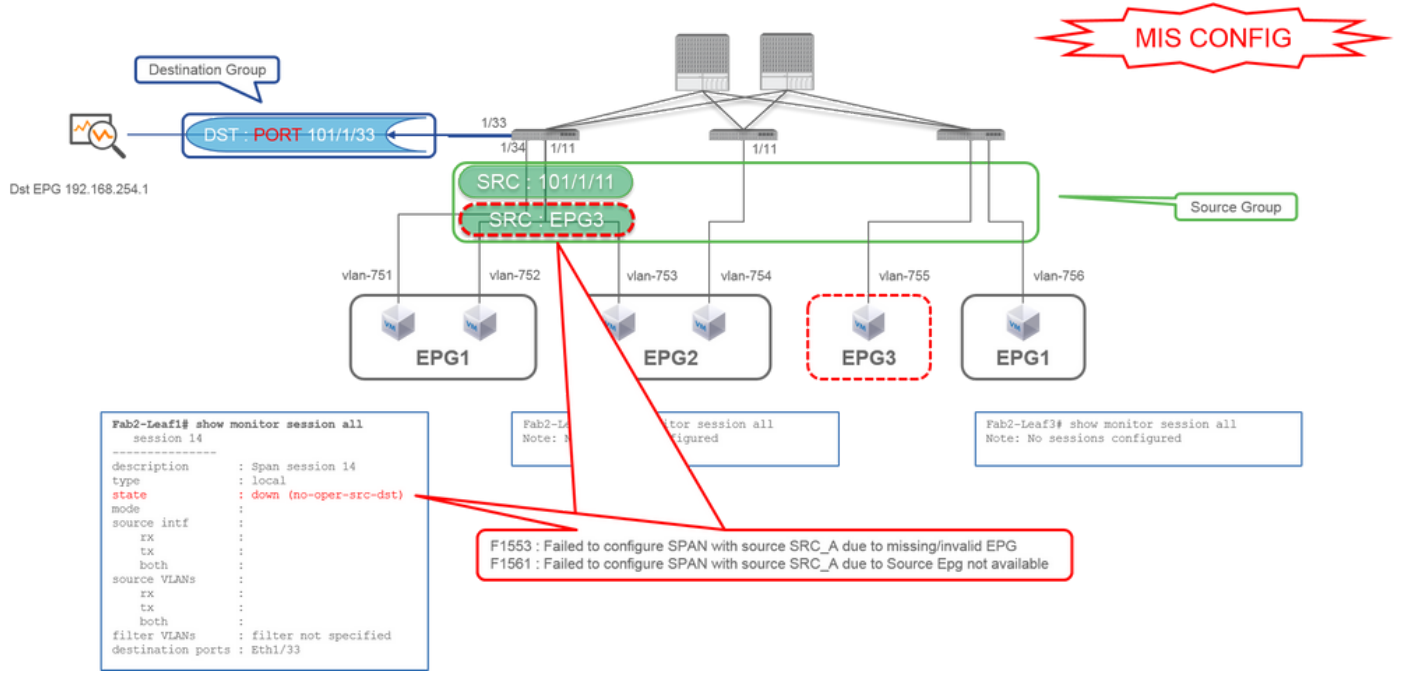 MIS CONFIG
Destination Group
DST : PORT 101/1/33
1/33
1/34
1/11
1/11
Dst EPG 192.168.254.1
SRC : 101/1/11
SRC : EPG3
Source Group
vlan-751
vlan-752
vlan-753
vlan-754
vlan-755
vlan-756
VM
VM
VM
VM
VM
VM
EPG1
EPG2
EPG3
EPG1
Fab2-Leaf1# show monitor session all
session 14
---------------
description : Span session 14
type : local
state : down (no-oper-src-dst)
mode :
source intf :
rx :
tx :
both :
source VLANs :
rx :
tx :
both :
filter VLANs : filter not specified
destination ports : Eth1/33
session all
Note:
Fab2-Leaf3# show monitor session all
Note: No sessions configured
F1553 : Failed to configure SPAN with source SRC_A due to missing/invalid EPG
F1561 : Failed to configure SPAN with source SRC_A due to Source Epg not available